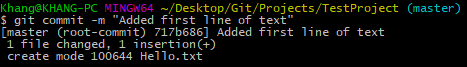 Khang@KHANG-PC MINGW64 ~/Desktop/Git/Projects/TestProject (master)
$ git commit -m "Added first line of text"
[master (root-commit) 717b686] Added first line of text
 1 file changed, 1 insertion(+)
 create mode 100644 Hello.txt